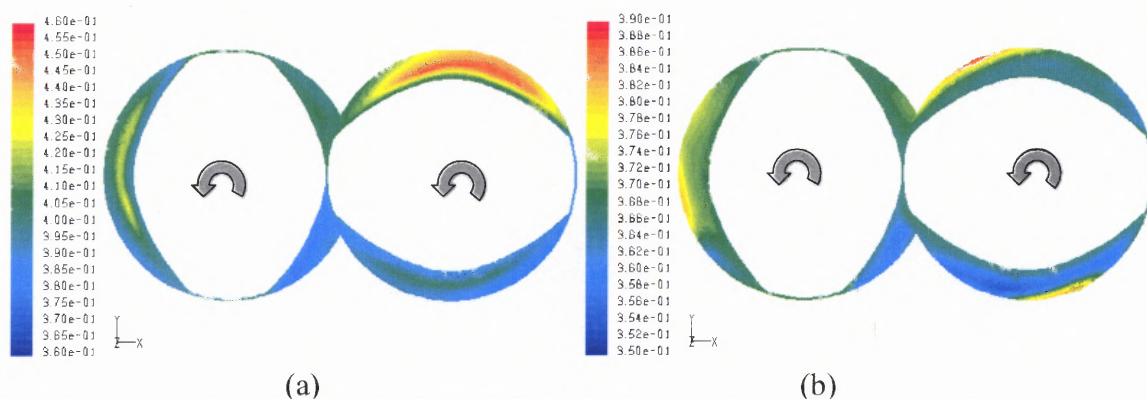 4.60e-01
4.55e-01
4.50e-01
4.45e-01
4.40e-01
4.35e-01
4.30e-01
4.25e-01
4.20e-01
4.15e-01
4.10e-01
4.05e-01
4.00e-01
3.95e-01
3.90e-01
3.85e-01
3.80e-01
3.75e-01
3.70e-01
3.65e-01
3.60e-01
Y
Z X
(a)
3.90e-01
3.88e-01
3.86e-01
3.84e-01
3.82e-01
3.80e-01
3.78e-01
3.76e-01
3.74e-01
3.72e-01
3.70e-01
3.68e-01
3.66e-01
3.64e-01
3.62e-01
3.60e-01
3.58e-01
3.56e-01
3.54e-01
3.52e-01
3.50e-01
Y
Z X
(b)